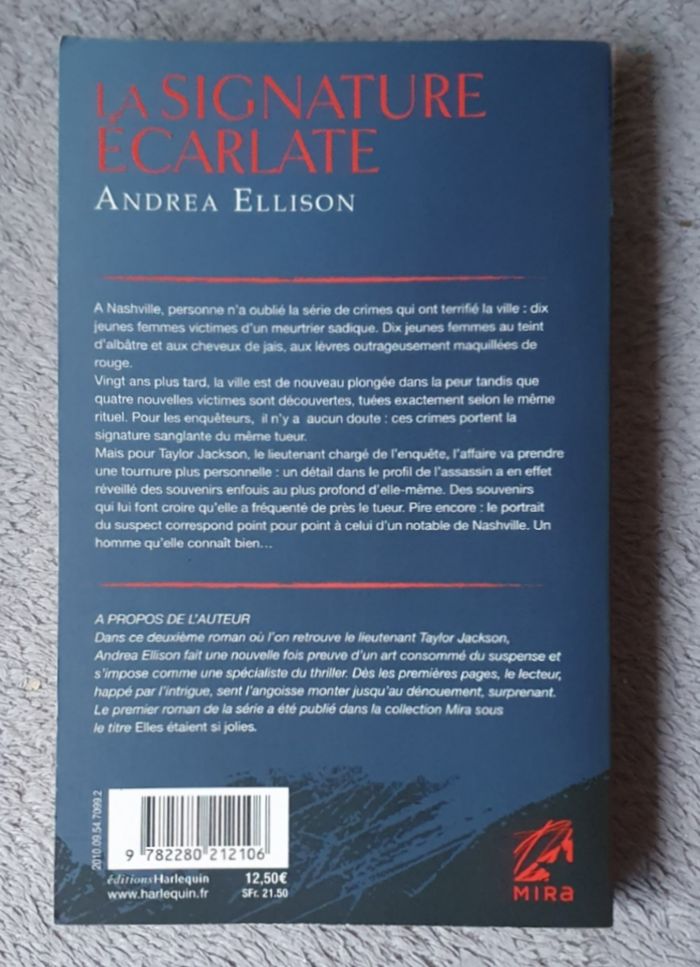 LA SIGNATURE
ÉCARLATE
ANDREA ELLISON
A Nashville, personne n'a oublié la série de crimes qui ont terrifié la ville : dix
jeunes femmes victimes d'un meurtrier sadique. Dix jeunes femmes au teint
d'albâtre et aux cheveux de jais, aux lèvres outrageusement maquillées de
rouge.
Vingt ans plus tard, la ville est de nouveau plongée dans la peur tandis que
quatre nouvelles victimes sont découvertes, tuées exactement selon le même
rituel. Pour les enquêteurs, il n'y a aucun doute : ces crimes portent la
signature sanglante du même tueur.
Mais pour Taylor Jackson, le lieutenant chargé de l'enquête, l'affaire va prendre
une tournure plus personnelle : un détail dans le profil de l'assassin a en effet
réveillé des souvenirs enfouis au plus profond d'elle-même. Des souvenirs
qui lui font croire qu'elle a fréquenté de près le tueur. Pire encore : le portrait
du suspect correspond point pour point à celui d'un notable de Nashville. Un
homme qu'elle connaît bien...
A PROPOS DE L'AUTEUR
Dans ce deuxième roman où l'on retrouve le lieutenant Taylor Jackson,
Andrea Ellison fait une nouvelle fois preuve d'un art consommé du suspense et
s'impose comme une spécialiste du thriller. Dès les premières pages, le lecteur,
happé par l'intrigue, sent l'angoisse monter jusqu'au dénouement, surprenant.
Le premier roman de la série a été publié dans la collection Mira sous
le titre Elles étaient si jolies.
2010.09.54.7099.2
9 782280 212106
éditionsHarlequin 12,50€
www.harlequin.fr SFr. 21.50
MIRa